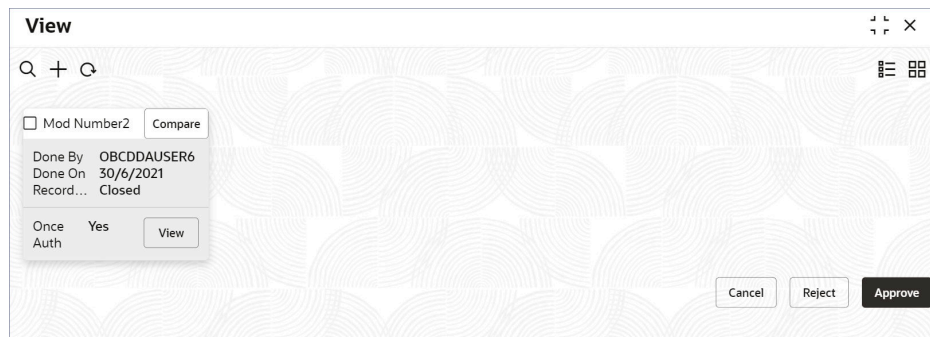 View
Mod Number2 Compare
Done By OBCDDAUSER6
Done On 30/6/2021
Record... Closed
Once Auth Yes View
Cancel Reject Approve